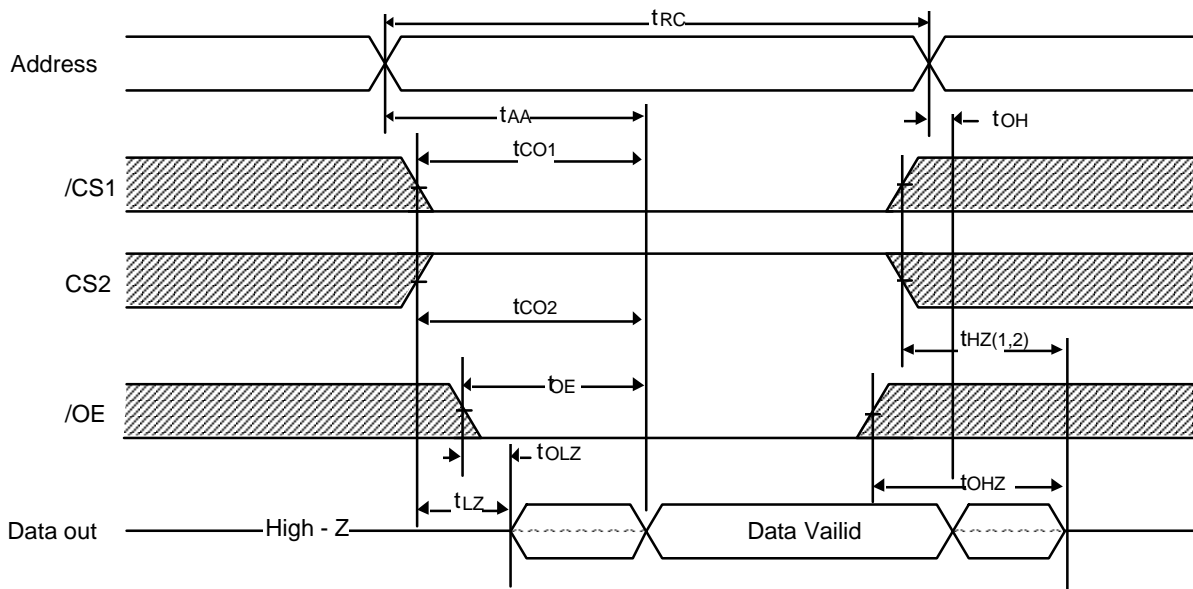 tRC
Address
tAA
tOH
tCO1
/CS1
CS2
tCO2
tHZ(1,2)
tOE
/OE
tOLZ
tOHZ
tLZ
Data out
High - Z
Data Vailid